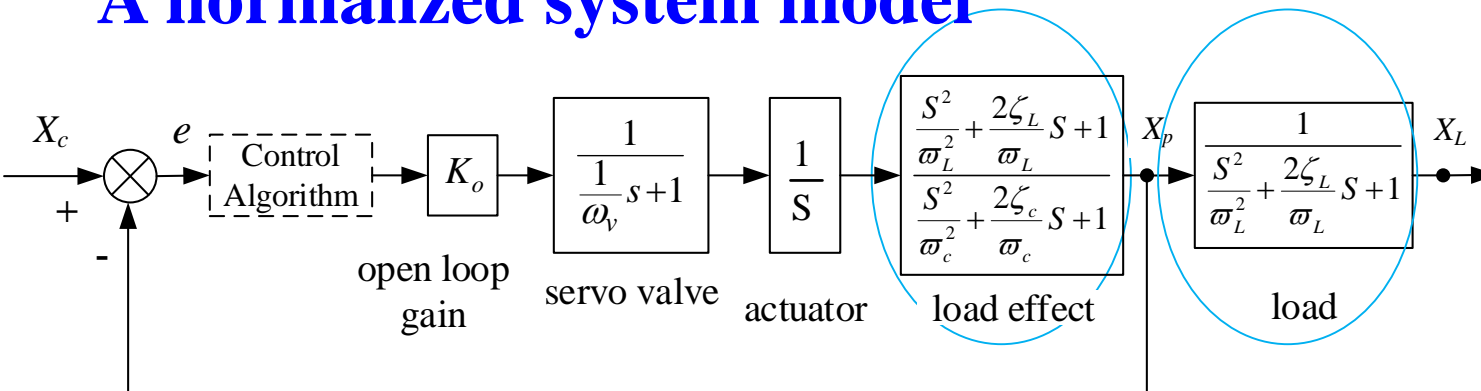 A normalized system model
X_c
e
+
-
Control
Algorithm
K_o
open loop
gain
1
1/ω_v s+1
servo valve
1
S
actuator
S²/ϖ_L² + 2ζ_L/ϖ_L S+1
S²/ϖ_c² + 2ζ_c/ϖ_c S+1
load effect
X_p
1
S²/ϖ_L² + 2ζ_L/ϖ_L S+1
load
X_L